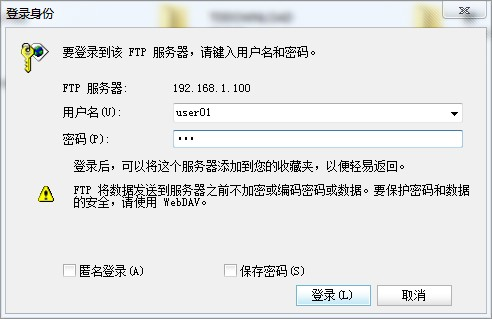 登录身份
要登录到该 FTP 服务器，请键入用户名和密码。
FTP 服务器: 192.168.1.100
用户名(U): user01
密码(P): •••
登录后，可以将这个服务器添加到您的收藏夹，以便轻易返回。
FTP 将数据发送到服务器之前不加密或编码密码或数据。要保护密码和数据
的安全，请使用 WebDAV。
匿名登录(A) 保存密码(S)
登录(L) 取消